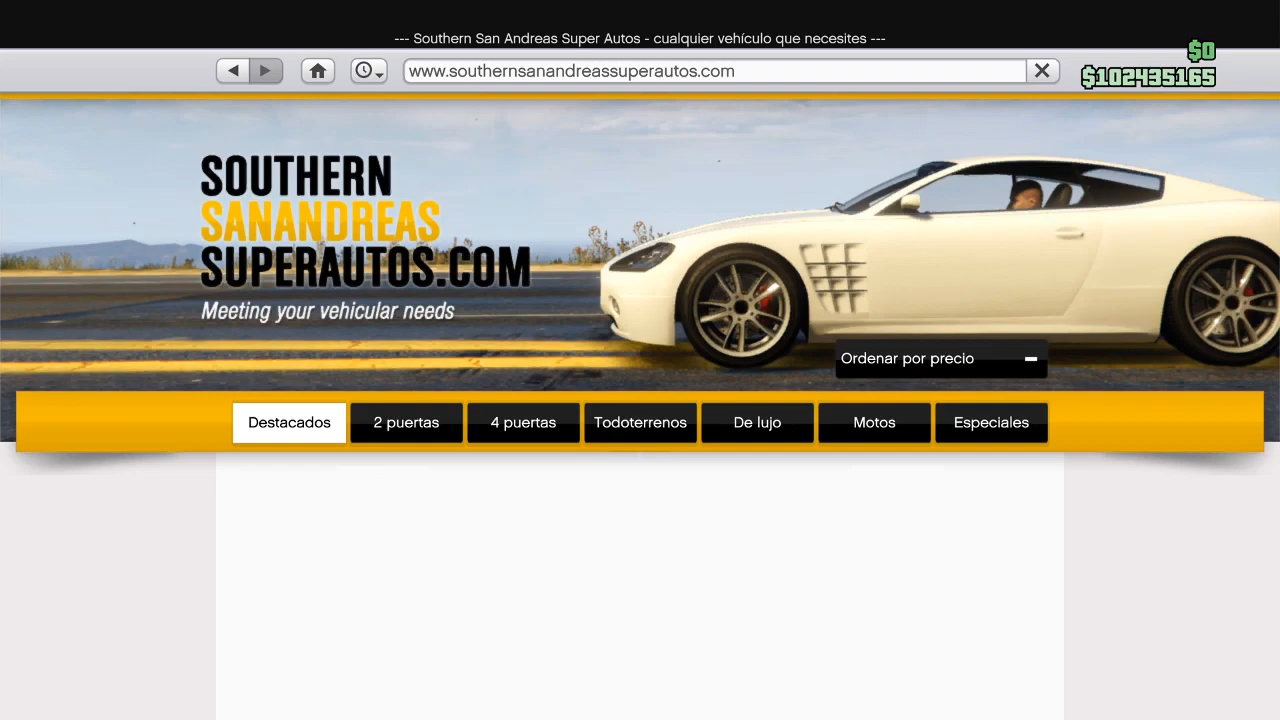 --- Southern San Andreas Super Autos - cualquier vehículo que necesites ---
www.southernsanandreassuperautos.com
$0
$102435165
SOUTHERN
SANANDREAS
SUPERAUTOS.COM
Meeting your vehicular needs
Ordenar por precio
Destacados 2 puertas 4 puertas Todoterrenos De lujo Motos Especiales